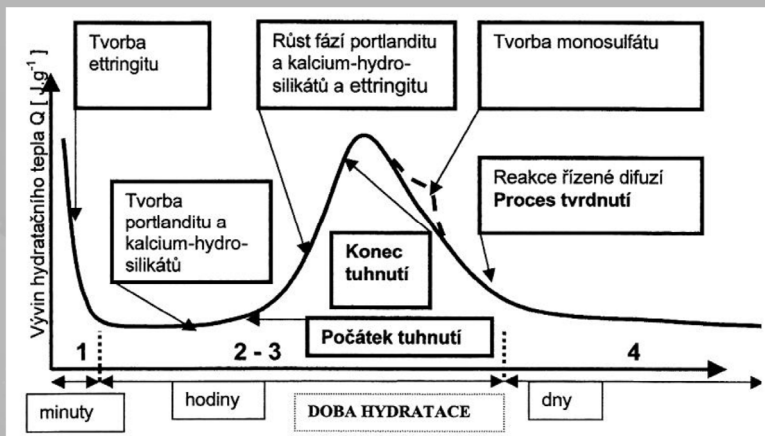 Tvorba
ettringitu
Růst fází portlanditu
a kalcium-hydro-
silikátů a ettringitu
Tvorba monosulfátu
Vývin hydratačního tepla Q [ J.g-1 ]
Tvorba
portlanditu a
kalcium-hydro-
silikátů
Reakce řízené difuzí
Proces tvrdnutí
Konec
tuhnutí
Počátek tuhnutí
1
2 - 3
4
minuty
hodiny
DOBA HYDRATACE
dny